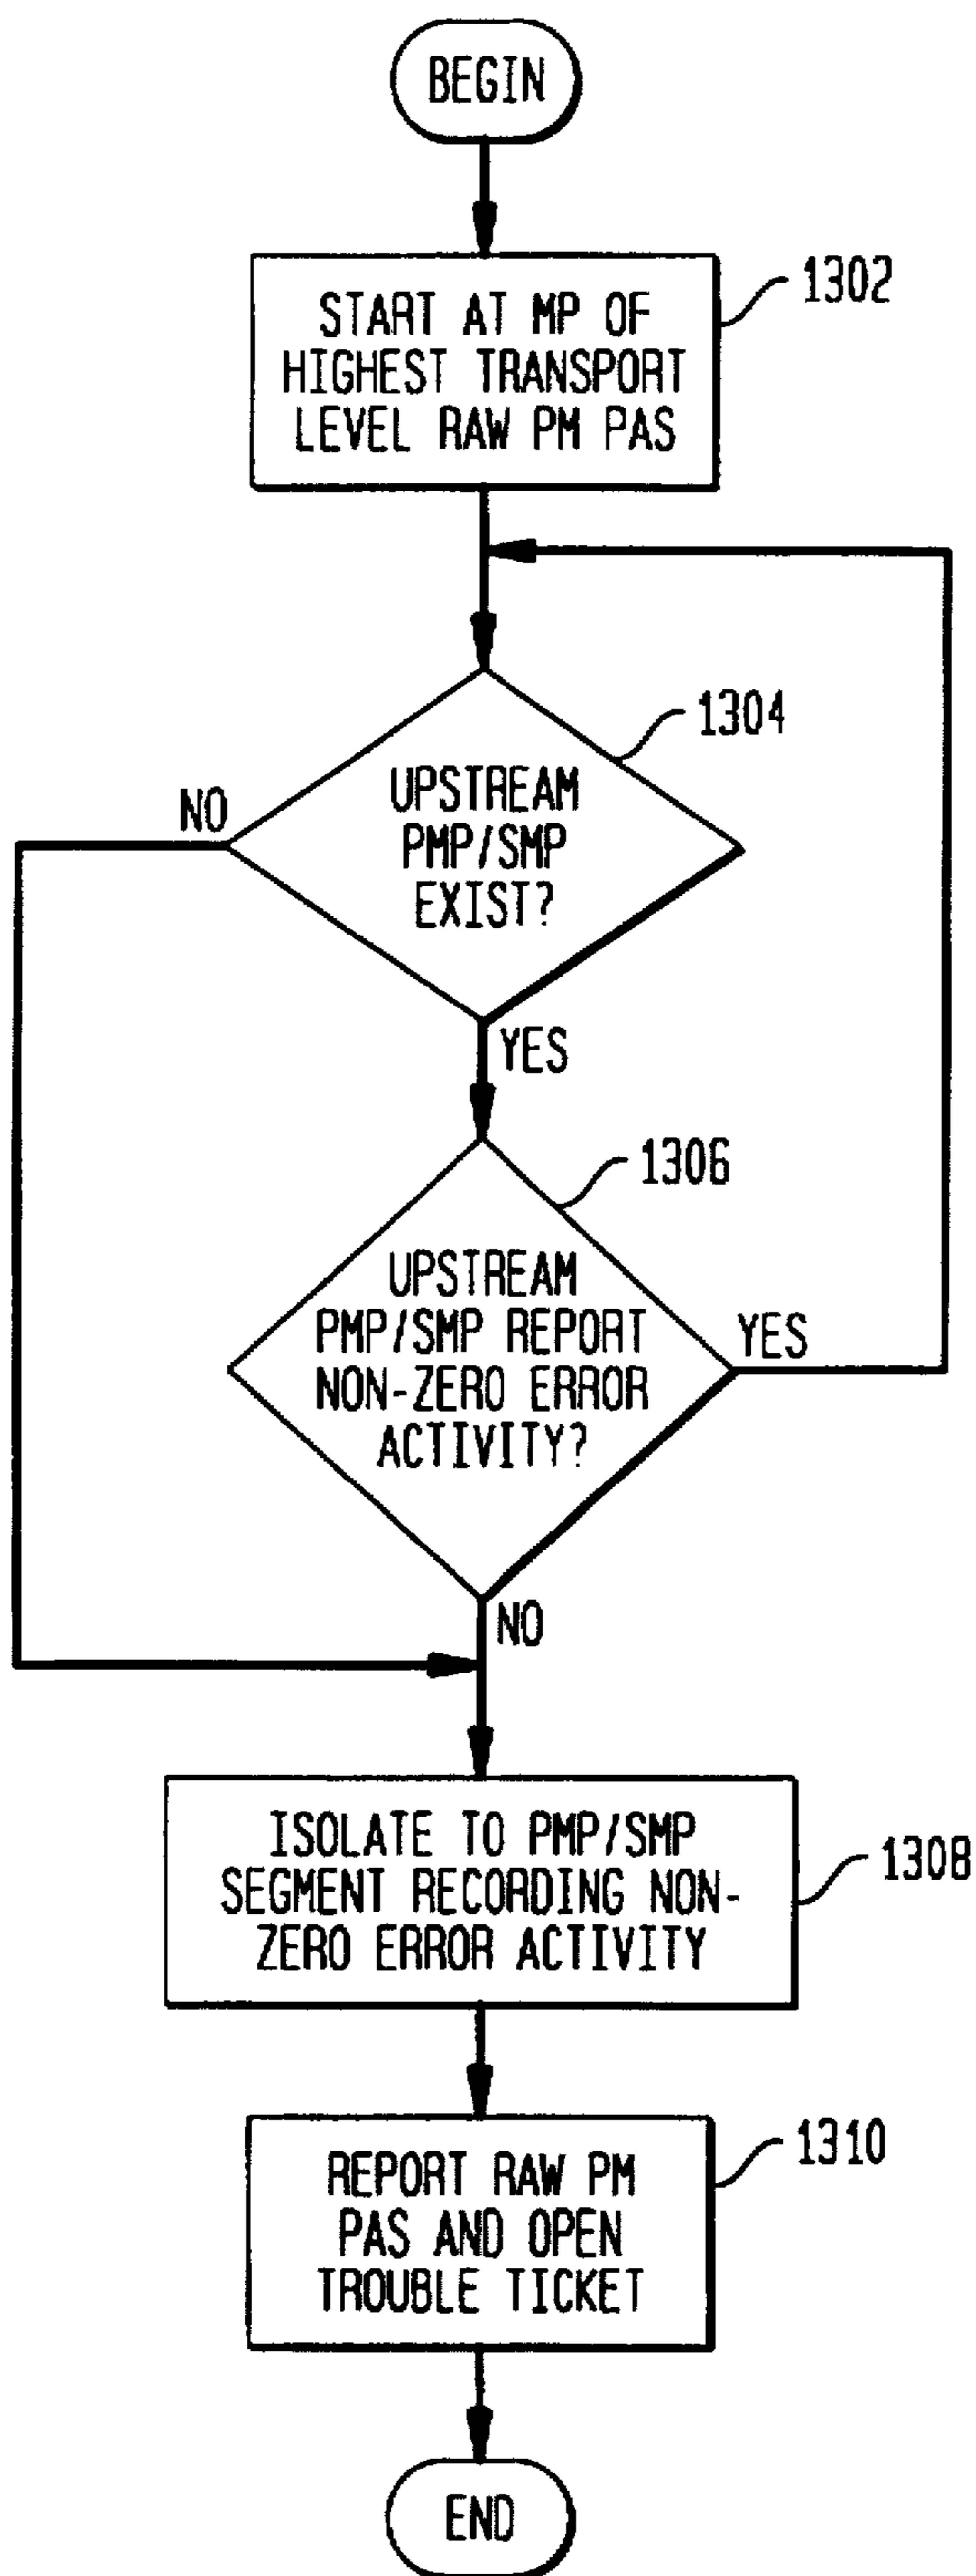 BEGIN
START AT MP OF
HIGHEST TRANSPORT
LEVEL RAW PM PAS
1302
UPSTREAM
PMP/SMP
EXIST?
1304
NO
YES
UPSTREAM
PMP/SMP REPORT
NON-ZERO ERROR
ACTIVITY?
1306
YES
NO
ISOLATE TO PMP/SMP
SEGMENT RECORDING NON-
ZERO ERROR ACTIVITY
1308
REPORT RAW PM
PAS AND OPEN
TROUBLE TICKET
1310
END